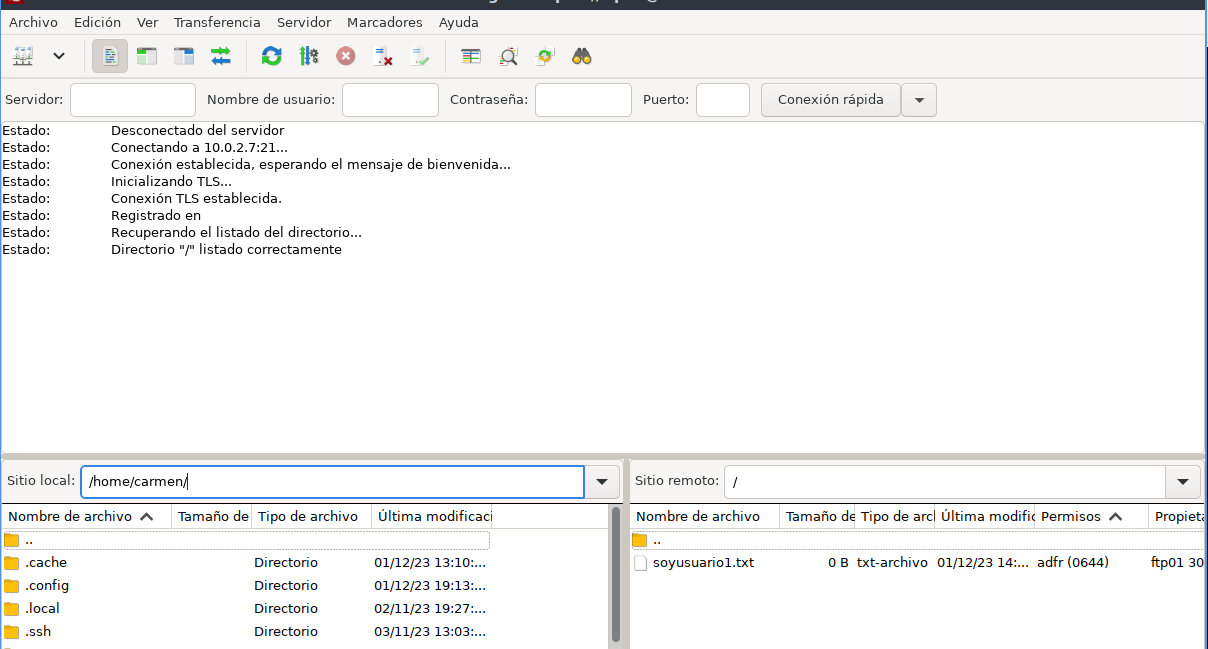 Archivo Edición Ver Transferencia Servidor Marcadores Ayuda
Servidor: Nombre de usuario: Contraseña: Puerto: Conexión rápida
Estado: Desconectado del servidor
Estado: Conectando a 10.0.2.7:21...
Estado: Conexión establecida, esperando el mensaje de bienvenida...
Estado: Inicializando TLS...
Estado: Conexión TLS establecida.
Estado: Registrado en
Estado: Recuperando el listado del directorio...
Estado: Directorio "/" listado correctamente
Sitio local: /home/carmen/
Nombre de archivo Tamaño de Tipo de archivo Última modificaci
..
.cache Directorio 01/12/23 13:10:...
.config Directorio 01/12/23 19:13:...
.local Directorio 02/11/23 19:27:...
.ssh Directorio 03/11/23 13:03:...
Sitio remoto: /
Nombre de archivo Tamaño de Tipo de arcl Última modific Permisos Propieta
..
soyusuario1.txt 0 B txt-archivo 01/12/23 14:... adfr (0644) ftp01 30